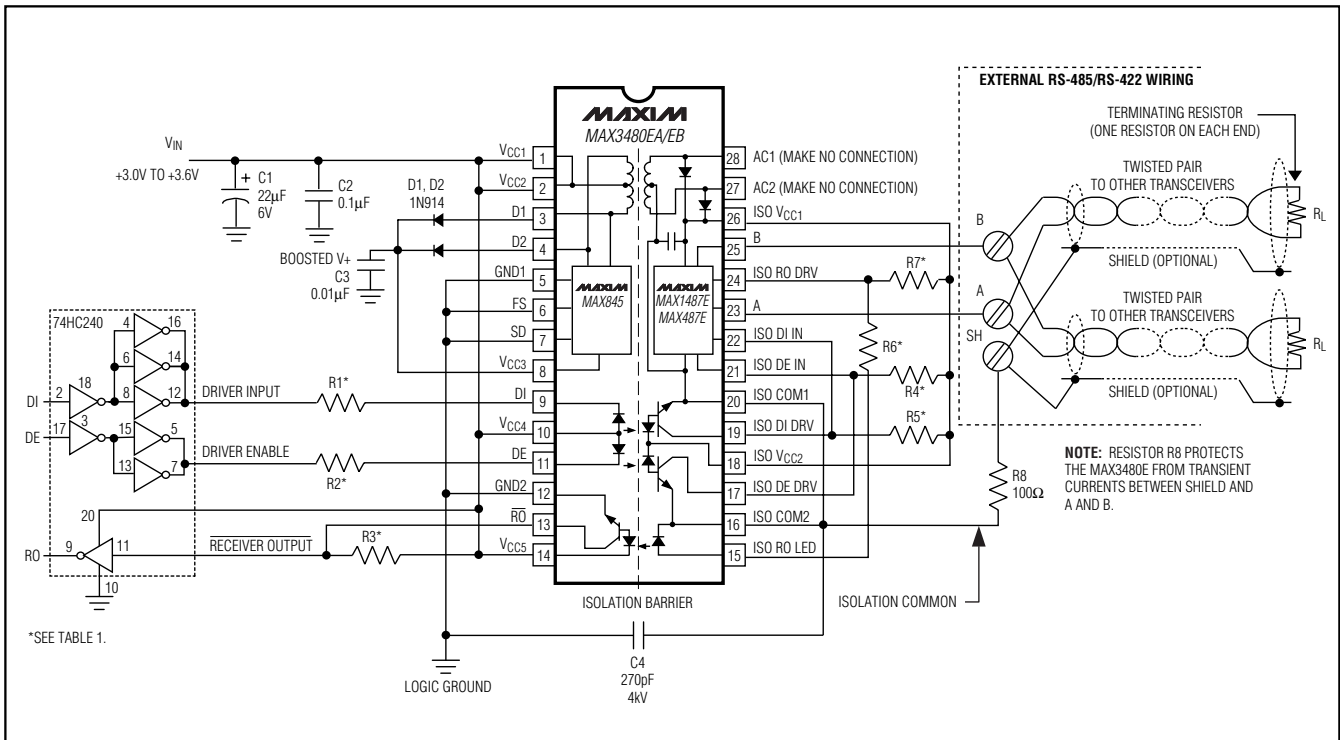 EXTERNAL RS-485/RS-422 WIRING
TERMINATING RESISTOR
(ONE RESISTOR ON EACH END)
TWISTED PAIR
TO OTHER TRANSCEIVERS
B
RL
SHIELD (OPTIONAL)
A
TWISTED PAIR
TO OTHER TRANSCEIVERS
SH
RL
SHIELD (OPTIONAL)
NOTE: RESISTOR R8 PROTECTS
THE MAX3480E FROM TRANSIENT
CURRENTS BETWEEN SHIELD AND
A AND B.
R8
100Ω
ISOLATION COMMON
MAXIM
MAX3480EA/EB
VIN
+3.0V TO +3.6V
+ C1
22µF
6V
C2
0.1µF
D1, D2
1N914
BOOSTED V+
C3
0.01µF
VCC1 1
VCC2 2
D1 3
D2 4
GND1 5
FS 6
SD 7
VCC3 8
DI 9
VCC4 10
DE 11
GND2 12
RO 13
VCC5 14
MAXIM
MAX845
MAXIM
MAX1487E
MAX487E
28 AC1 (MAKE NO CONNECTION)
27 AC2 (MAKE NO CONNECTION)
26 ISO VCC1
25 B
24 ISO RO DRV
23 A
22 ISO DI IN
21 ISO DE IN
20 ISO COM1
19 ISO DI DRV
18 ISO VCC2
17 ISO DE DRV
16 ISO COM2
15 ISO RO LED
R7*
R6*
R4*
R5*
74HC240
4 16
6 14
18
DI 2 8 12 DRIVER INPUT R1*
3
DE 17 15 5
13 7 DRIVER ENABLE R2*
20
RO 9 11 RECEIVER OUTPUT R3*
10
ISOLATION BARRIER
*SEE TABLE 1.
LOGIC GROUND
C4
270pF
4kV